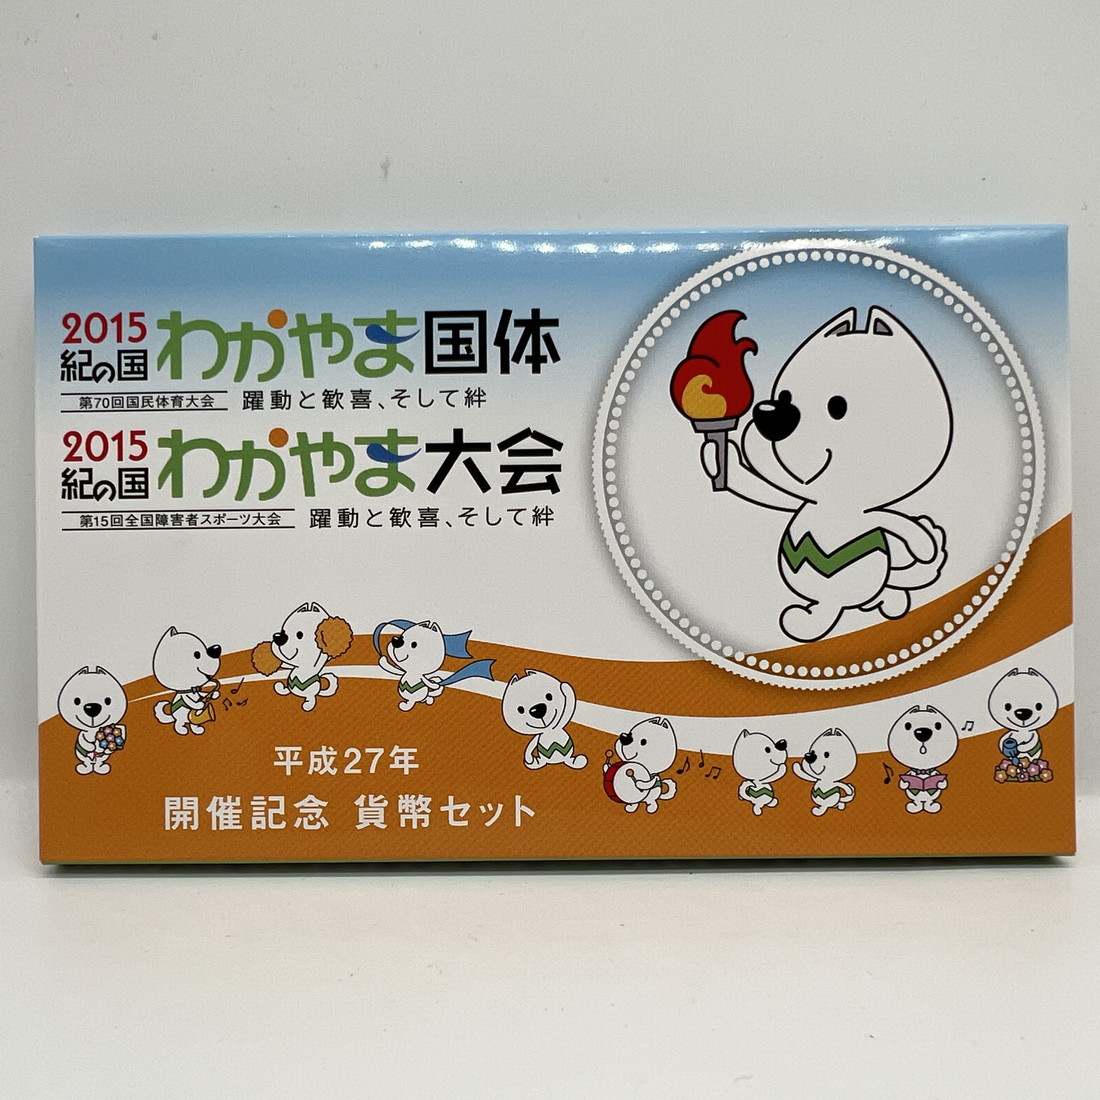 2015
紀の国
わかやま国体
第70回国民体育大会
躍動と歓喜、そして絆
2015
紀の国
わかやま大会
第15回全国障害者スポーツ大会
躍動と歓喜、そして絆
平成27年
開催記念 貨幣セット